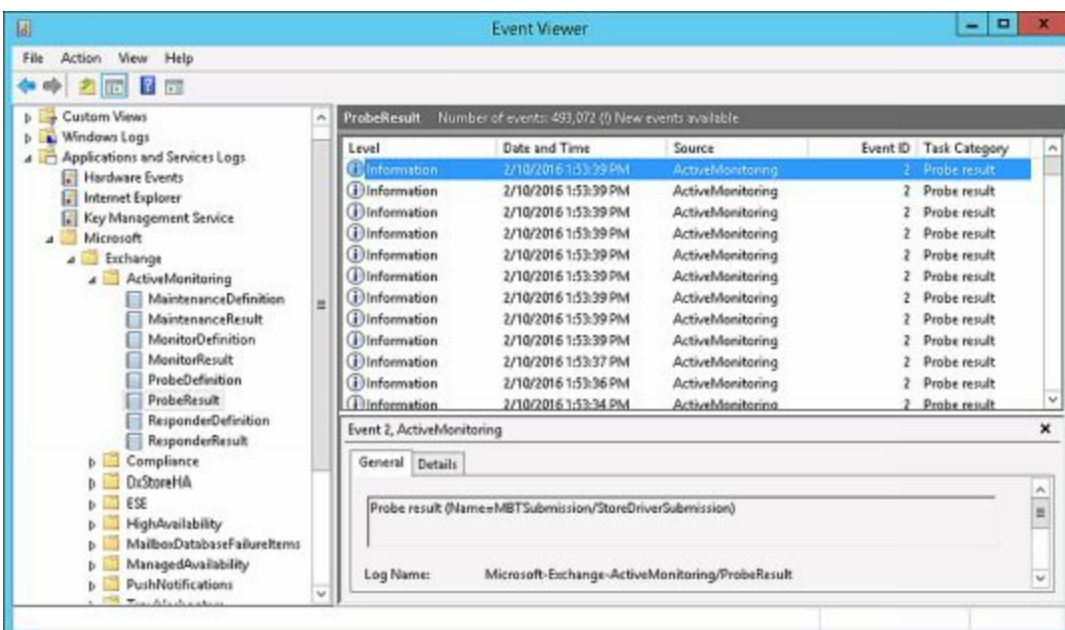 Event Viewer
File Action View Help
Custom Views
Windows Logs
Applications and Services Logs
Hardware Events
Internet Explorer
Key Management Service
Microsoft
Exchange
ActiveMonitoring
MaintenanceDefinition
MaintenanceResult
MonitorDefinition
MonitorResult
ProbeDefinition
ProbeResult
ResponderDefinition
ResponderResult
Compliance
DxStoreHA
ESE
HighAvailability
MailboxDatabaseFailureItems
ManagedAvailability
PushNotifications
ProbeResult Number of events: 493,072 (!) New events available
Level Date and Time Source Event ID Task Category
Information 2/10/2016 1:53:39 PM ActiveMonitoring 2 Probe result
Information 2/10/2016 1:53:39 PM ActiveMonitoring 2 Probe result
Information 2/10/2016 1:53:39 PM ActiveMonitoring 2 Probe result
Information 2/10/2016 1:53:39 PM ActiveMonitoring 2 Probe result
Information 2/10/2016 1:53:39 PM ActiveMonitoring 2 Probe result
Information 2/10/2016 1:53:39 PM ActiveMonitoring 2 Probe result
Information 2/10/2016 1:53:39 PM ActiveMonitoring 2 Probe result
Information 2/10/2016 1:53:39 PM ActiveMonitoring 2 Probe result
Information 2/10/2016 1:53:39 PM ActiveMonitoring 2 Probe result
Information 2/10/2016 1:53:37 PM ActiveMonitoring 2 Probe result
Information 2/10/2016 1:53:36 PM ActiveMonitoring 2 Probe result
Information 2/10/2016 1:53:34 PM ActiveMonitoring 2 Probe result
Event 2, ActiveMonitoring
General Details
Probe result (Name=MBTSubmission/StoreDriverSubmission)
Log Name: Microsoft-Exchange-ActiveMonitoring/ProbeResult